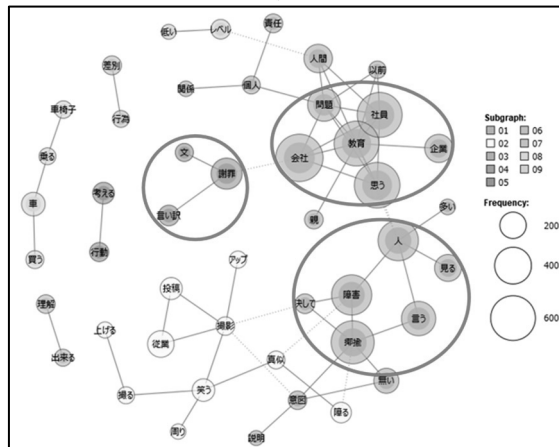 低い
レベル
責任
人間
差別
以前
関係
個人
問題
社員
行為
車椅子
教育
企業
文
会社
乗る
謝罪
思う
考える
言い訳
親
多い
車
人
行動
アップ
見る
買う
投稿
障害
決して
理解
上げる
撮影
言う
従業
揶揄
出来る
真似
笑う
無い
撮る
意図
障る
周り
説明
Subgraph:
01 06
02 07
03 08
04 09
05
Frequency:
200
400
600